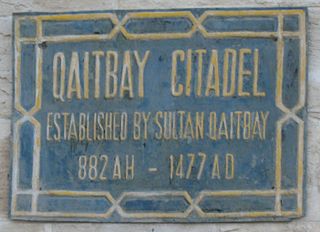 QAITBAY CITADEL
ESTABLISHED BY SULTAN QAITBAY
882 AH - 1477 AD